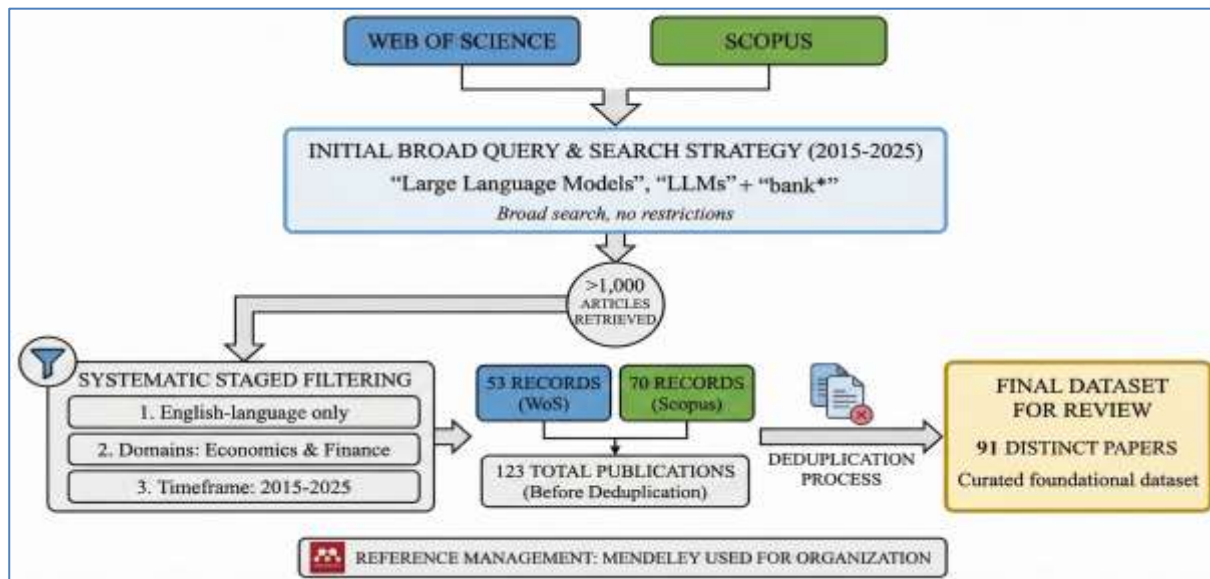 WEB OF SCIENCE
SCOPUS
INITIAL BROAD QUERY & SEARCH STRATEGY (2015-2025)
“Large Language Models”, “LLMs” + “bank*”
Broad search, no restrictions
>1,000
ARTICLES
RETRIEVED
SYSTEMATIC STAGED FILTERING
1. English-language only
2. Domains: Economics & Finance
3. Timeframe: 2015-2025
53 RECORDS
(WoS)
70 RECORDS
(Scopus)
123 TOTAL PUBLICATIONS
(Before Deduplication)
DEDUPLICATION
PROCESS
FINAL DATASET
FOR REVIEW
91 DISTINCT PAPERS
Curated foundational dataset
REFERENCE MANAGEMENT: MENDELEY USED FOR ORGANIZATION